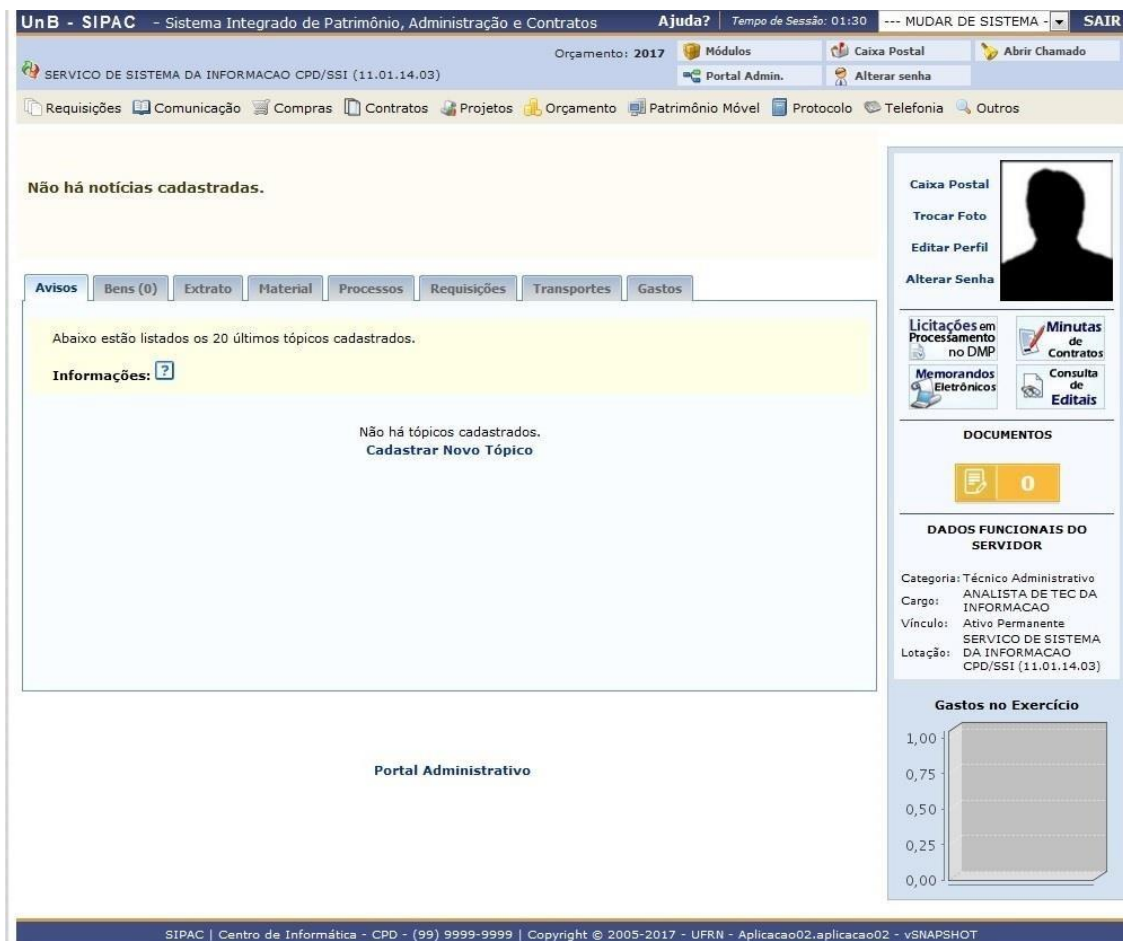 UnB - SIPAC - Sistema Integrado de Patrimônio, Administração e Contratos Ajuda? Tempo de Sessão: 01:30 --- MUDAR DE SISTEMA - SAIR
Orçamento: 2017 Módulos Caixa Postal Abrir Chamado
SERVICO DE SISTEMA DA INFORMACAO CPD/SSI (11.01.14.03)
Portal Admin. Alterar senha
Requisições Comunicação Compras Contratos Projetos Orçamento Patrimônio Móvel Protocolo Telefonia Outros
Não há notícias cadastradas.
Avisos Bens (0) Extrato Material Processos Requisições Transportes Gastos
Abaixo estão listados os 20 últimos tópicos cadastrados.
Informações: ?
Não há tópicos cadastrados.
Cadastrar Novo Tópico
Portal Administrativo
Caixa Postal
Trocar Foto
Editar Perfil
Alterar Senha
Licitações em
Processamento
no DMP
Minutas
de
Contratos
Memorandos
Eletrônicos
Consulta
de
Editais
DOCUMENTOS
0
DADOS FUNCIONAIS DO
SERVIDOR
Categoria: Técnico Administrativo
Cargo: ANALISTA DE TEC DA
INFORMACAO
Vínculo: Ativo Permanente
Lotação: SERVICO DE SISTEMA
DA INFORMACAO
CPD/SSI (11.01.14.03)
Gastos no Exercício
1,00
0,75
0,50
0,25
0,00
SIPAC | Centro de Informática - CPD - (99) 9999-9999 | Copyright © 2005-2017 - UFRN - Aplicacao02.aplicacao02 - vSNAPSHOT